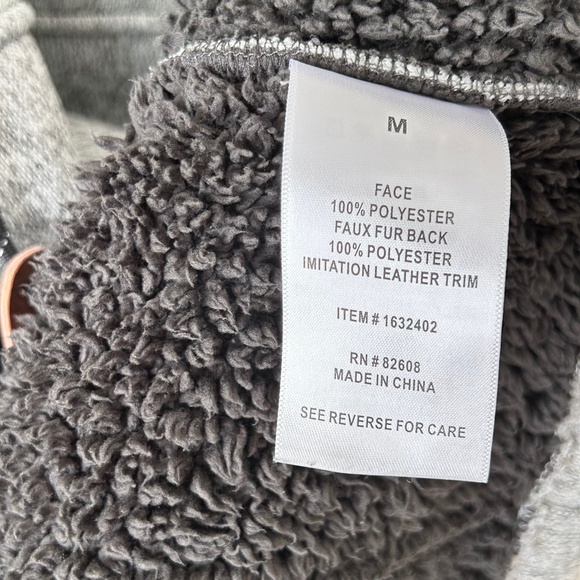 M
FACE
100% POLYESTER
FAUX FUR BACK
100% POLYESTER
IMITATION LEATHER TRIM
ITEM # 1632402
RN # 82608
MADE IN CHINA
SEE REVERSE FOR CARE